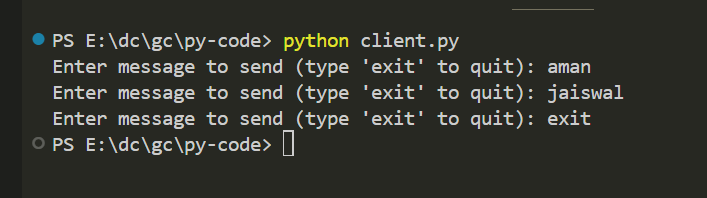 PS E:\dc\gc\py-code> python client.py
Enter message to send (type 'exit' to quit): aman
Enter message to send (type 'exit' to quit): jaiswal
Enter message to send (type 'exit' to quit): exit
PS E:\dc\gc\py-code>